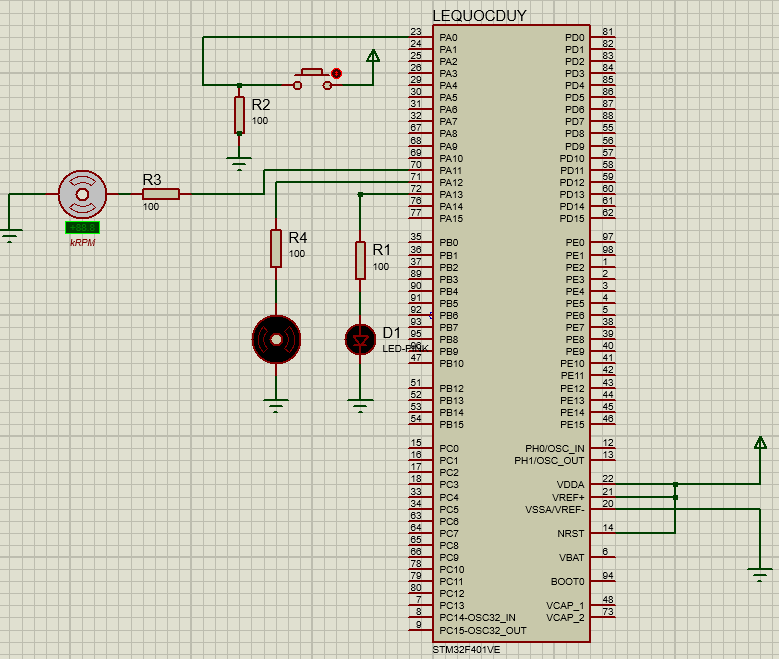 LEQUOCDUY
23 PA0 PD0 81
24 PA1 PD1 82
25 PA2 PD2 83
26 PA3 PD3 84
29 PA4 PD4 85
30 PA5 PD5 86
31 PA6 PD6 87
32 PA7 PD7 88
67 PA8 PD8 55
68 PA9 PD9 56
69 PA10 PD10 57
70 PA11 PD11 58
71 PA12 PD12 59
72 PA13 PD13 60
76 PA14 PD14 61
77 PA15 PD15 62
R2
100
R3
100
kRPM
R4
100
R1
100
D1
LED-PINK
35 PB0 PE0 97
36 PB1 PE1 98
37 PB2 PE2 1
89 PB3 PE3 2
90 PB4 PE4 3
91 PB5 PE5 4
92 PB6 PE6 5
93 PB7 PE7 38
95 PB8 PE8 39
96 PB9 PE9 40
47 PB10 PE10 41
PE11 42
51 PB12 PE12 43
52 PB13 PE13 44
53 PB14 PE14 45
54 PB15 PE15 46
15 PC0 PH0/OSC_IN 12
16 PC1 PH1/OSC_OUT 13
17 PC2
18 PC3 VDDA 22
33 PC4 VREF+ 21
34 PC5 VSSA/VREF- 20
63 PC6
64 PC7 NRST 14
65 PC8
66 PC9 VBAT 6
78 PC10
79 PC11 BOOT0 94
80 PC12
7 PC13 VCAP_1 48
8 PC14-OSC32_IN VCAP_2 73
9 PC15-OSC32_OUT
STM32F401VE